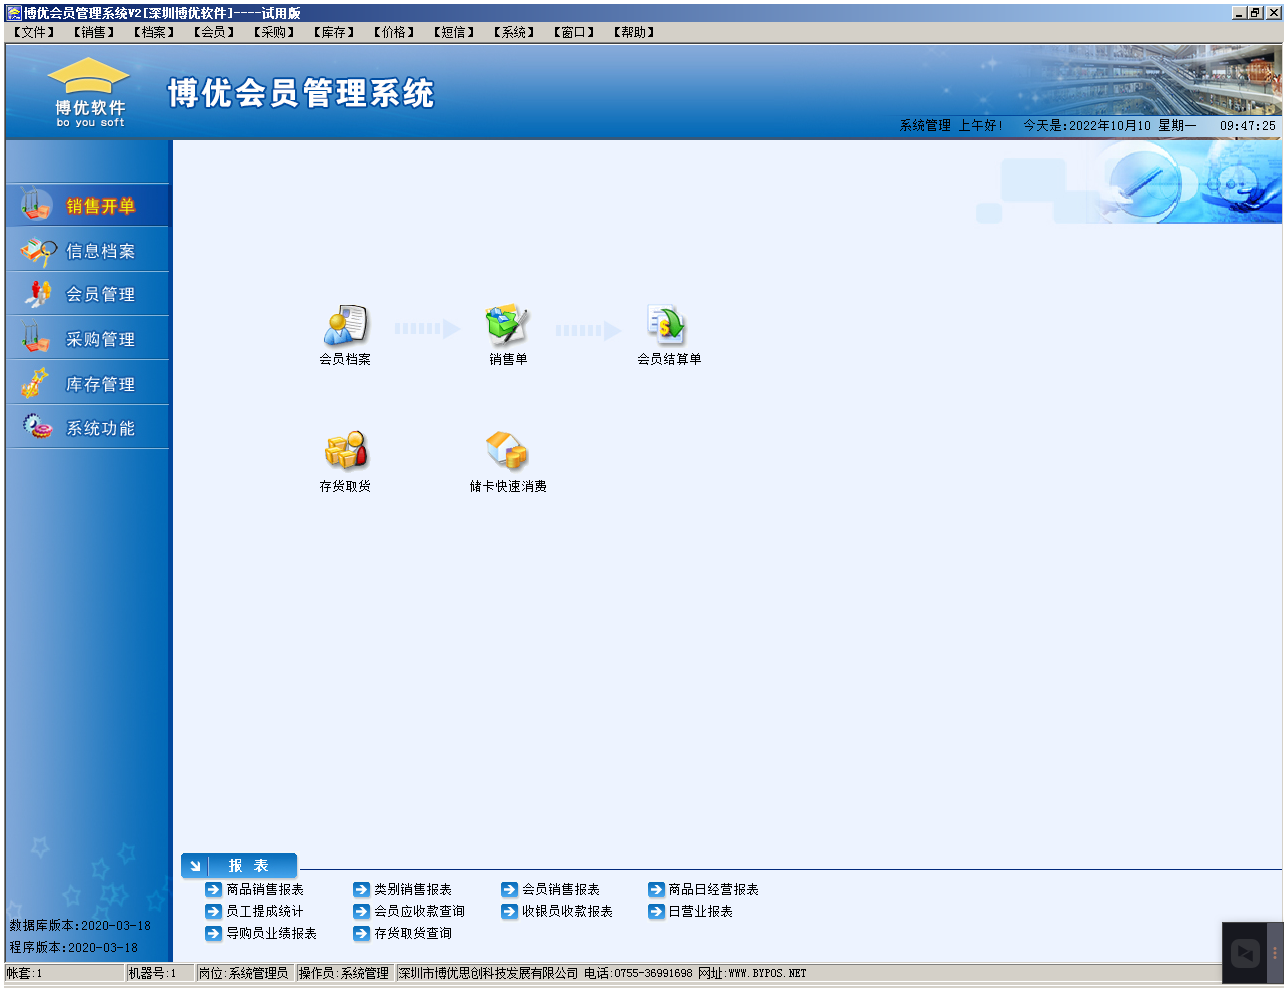 博优会员管理系统V2[深圳博优软件]----试用版
【文件】 【销售】 【档案】 【会员】 【采购】 【库存】 【价格】 【短信】 【系统】 【窗口】 【帮助】
博优软件
bo you soft
博优会员管理系统
系统管理 上午好! 今天是:2022年10月10 星期一 09:47:25
销售开单
信息档案
会员管理
采购管理
库存管理
系统功能
会员档案 销售单 会员结算单
存货取货 储卡快速消费
报 表
商品销售报表 类别销售报表 会员销售报表 商品日经营报表
员工提成统计 会员应收款查询 收银员收款报表 日营业报表
导购员业绩报表 存货取货查询
数据库版本:2020-03-18
程序版本:2020-03-18
帐套:1 机器号:1 岗位:系统管理员 操作员:系统管理 深圳市博优思创科技发展有限公司 电话:0755-36991698 网址:WWW.BYPOS.NET